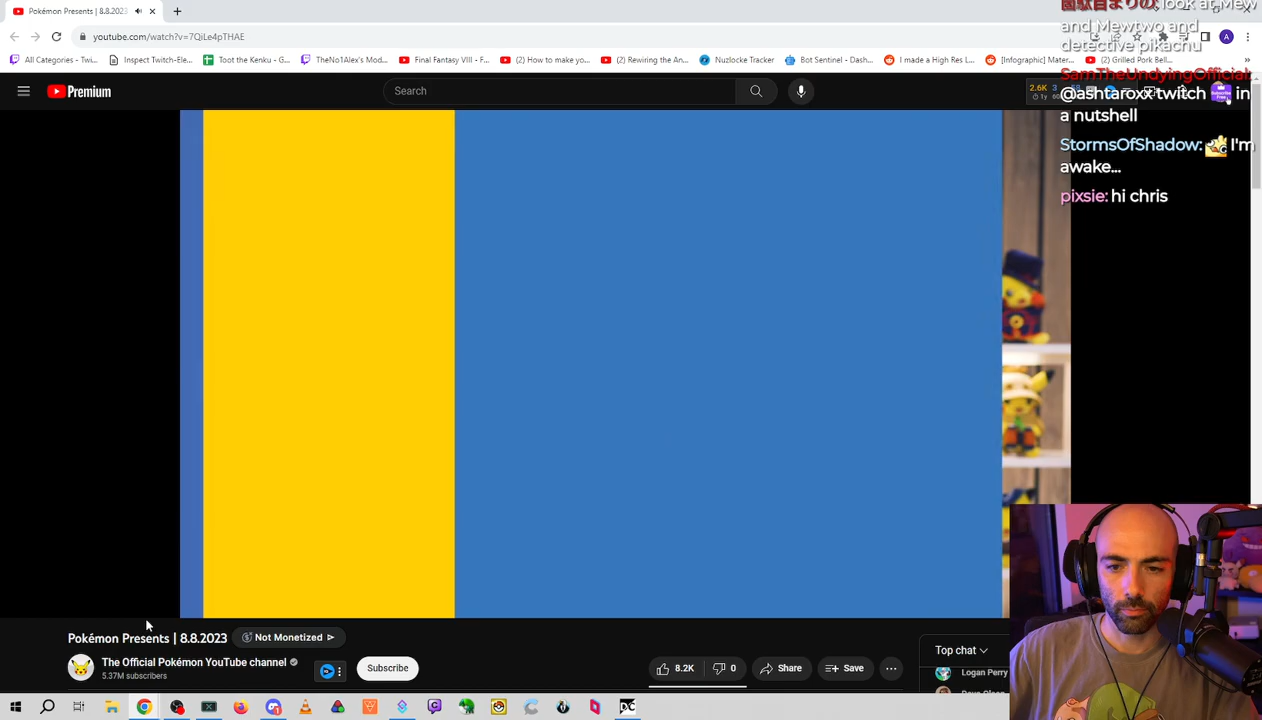 Pokémon Presents | 8.8.2023
youtube.com/watch?v=7QiLe4pTHAE
All Categories - Twi...
Inspect Twitch-Ele...
Toot the Kenku - G...
TheNo1Alex's Mod...
Final Fantasy VIII - F...
(2) How to make yo...
(2) Rewiring the An...
Nuzlocke Tracker
Bot Sentinel - Dash...
I made a High Res L...
[Infographic] Mater...
(2) Grilled Pork Bell...
look at Mew
and Mewtwo and
detective pikachu
SamTheUndyingOfficial:
@ashtaroxx twitch in
a nutshell
StormsOfShadow: I'm
awake...
pixsie: hi chris
Premium
Search
2.6K 3
Pokémon Presents | 8.8.2023
Not Monetized
The Official Pokémon YouTube channel
5.37M subscribers
Subscribe
8.2K
0
Share
Save
Top chat
Logan Perry